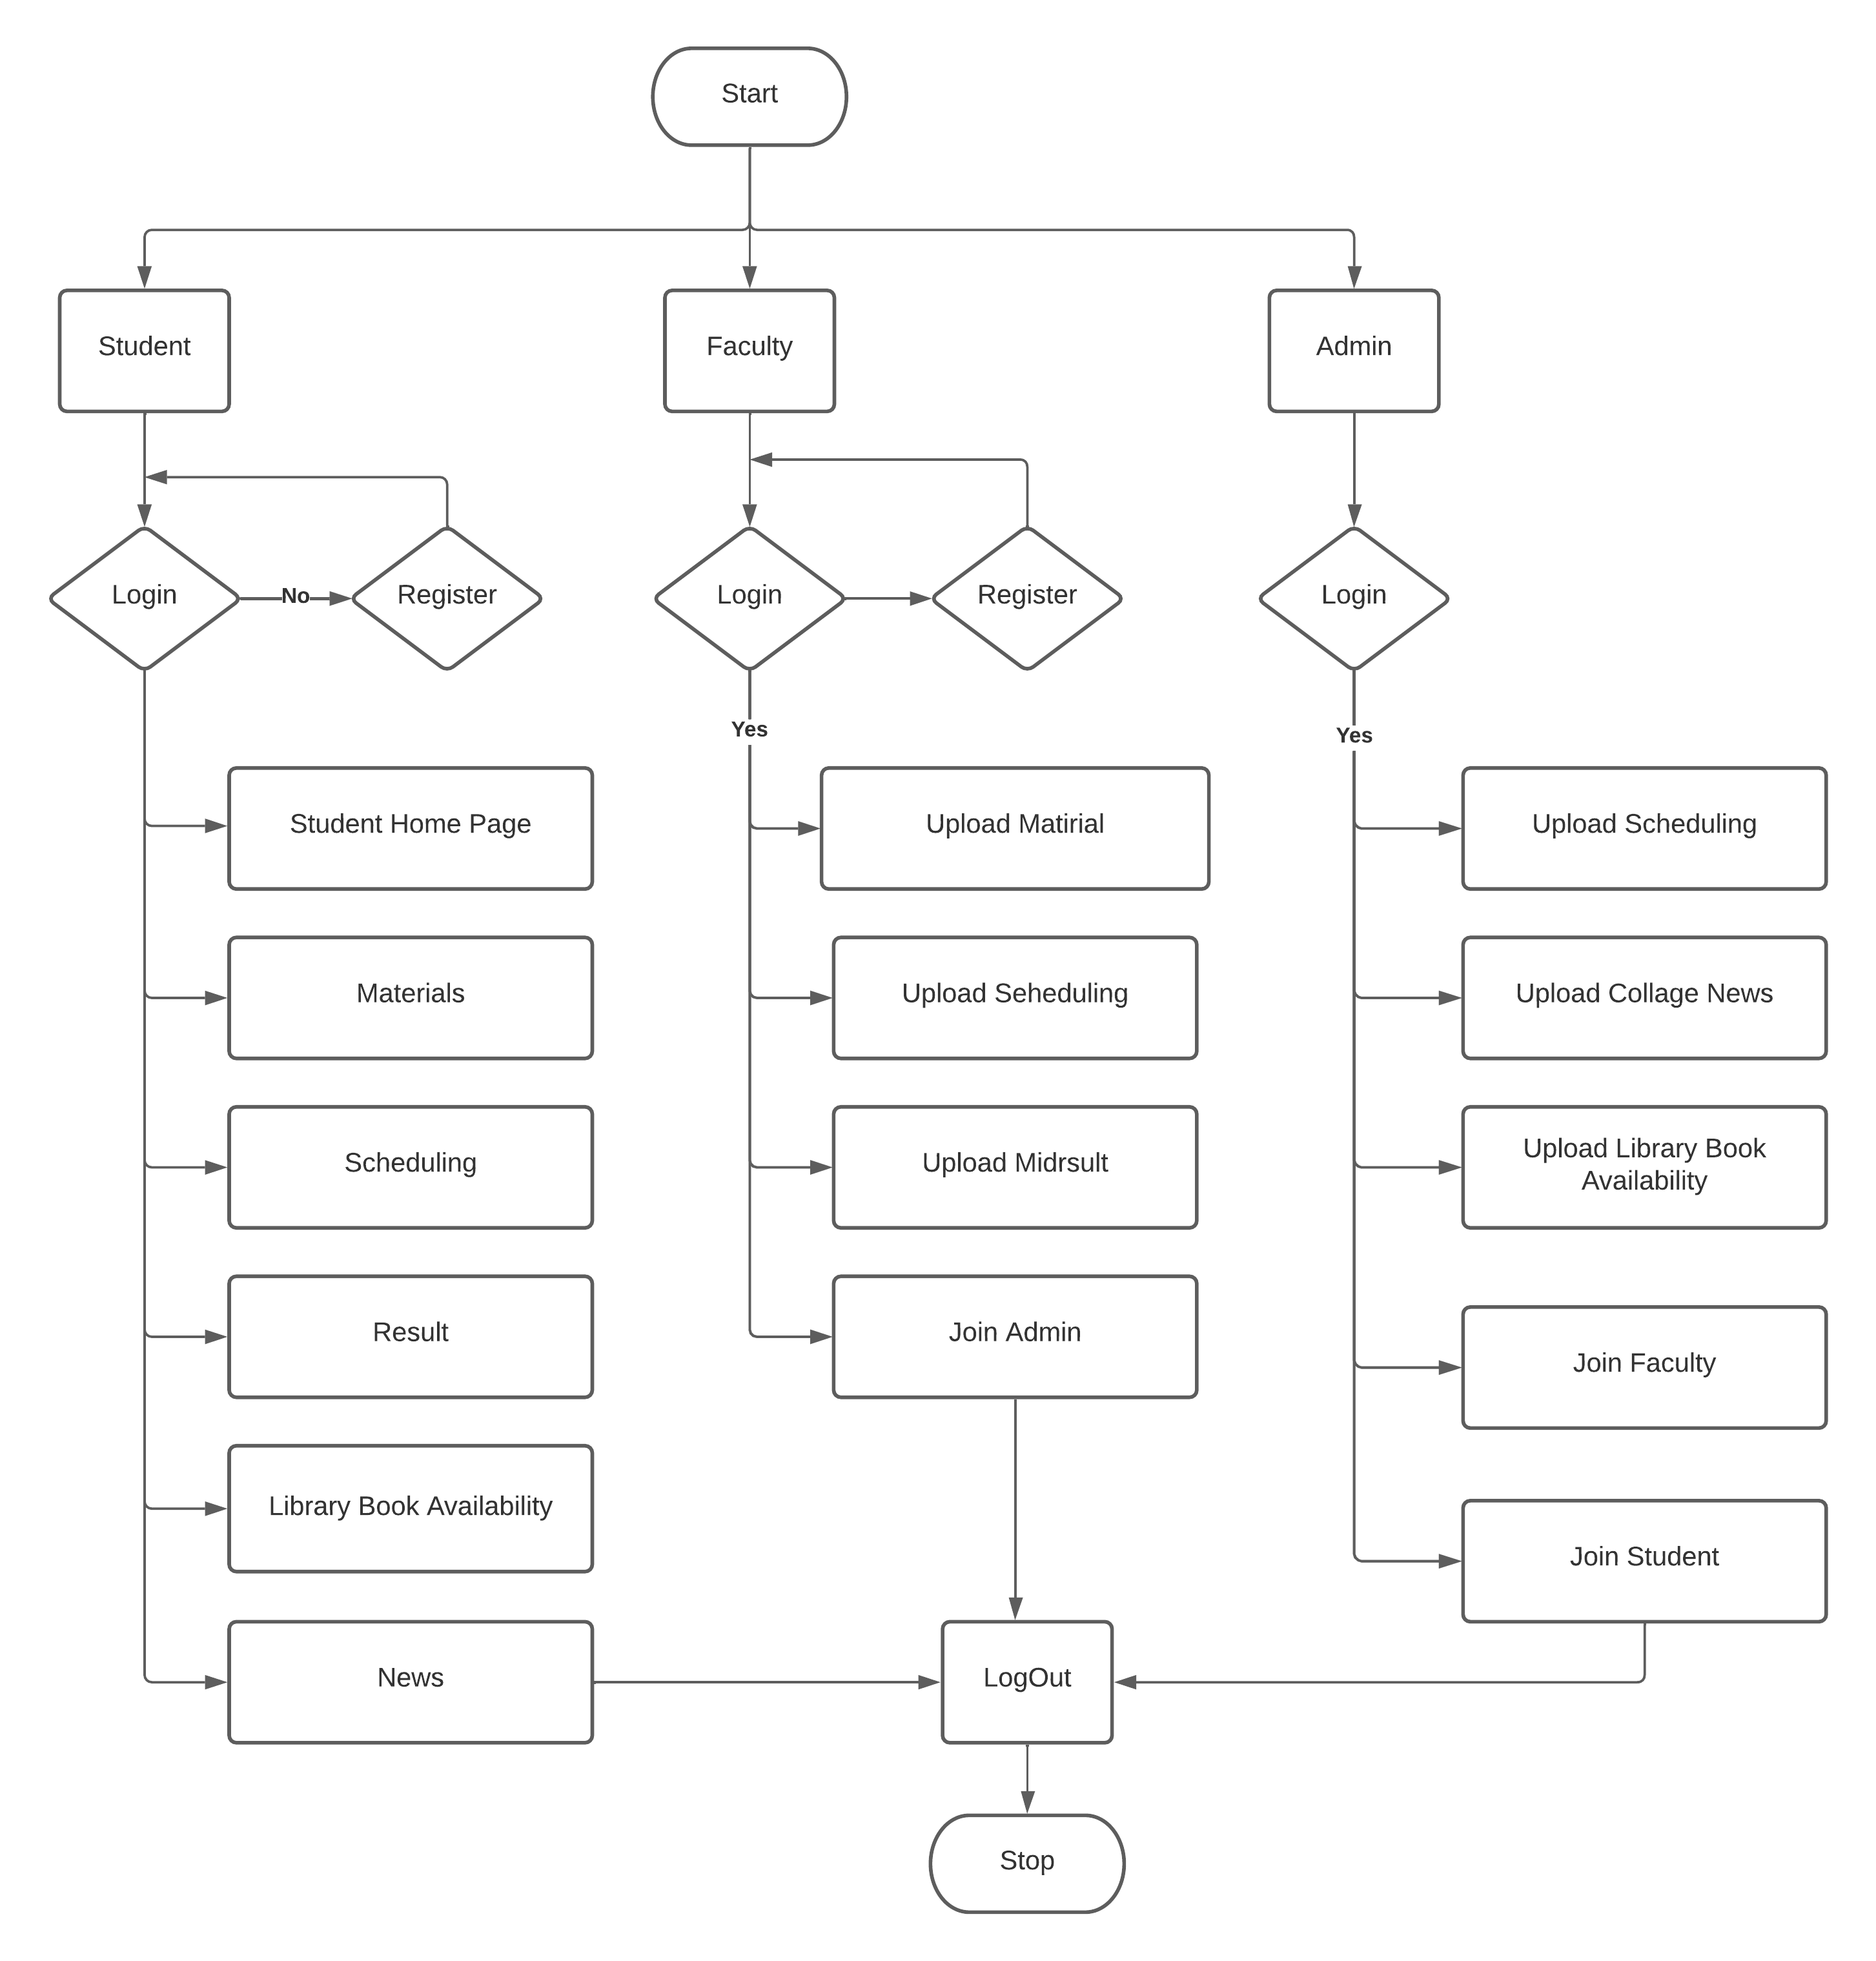 Start
Student
Faculty
Admin
Login
No
Register
Login
Register
Login
Yes
Yes
Student Home Page
Upload Matirial
Upload Scheduling
Materials
Upload Seheduling
Upload Collage News
Scheduling
Upload Midrsult
Upload Library Book
Availability
Result
Join Admin
Join Faculty
Library Book Availability
Join Student
News
LogOut
Stop